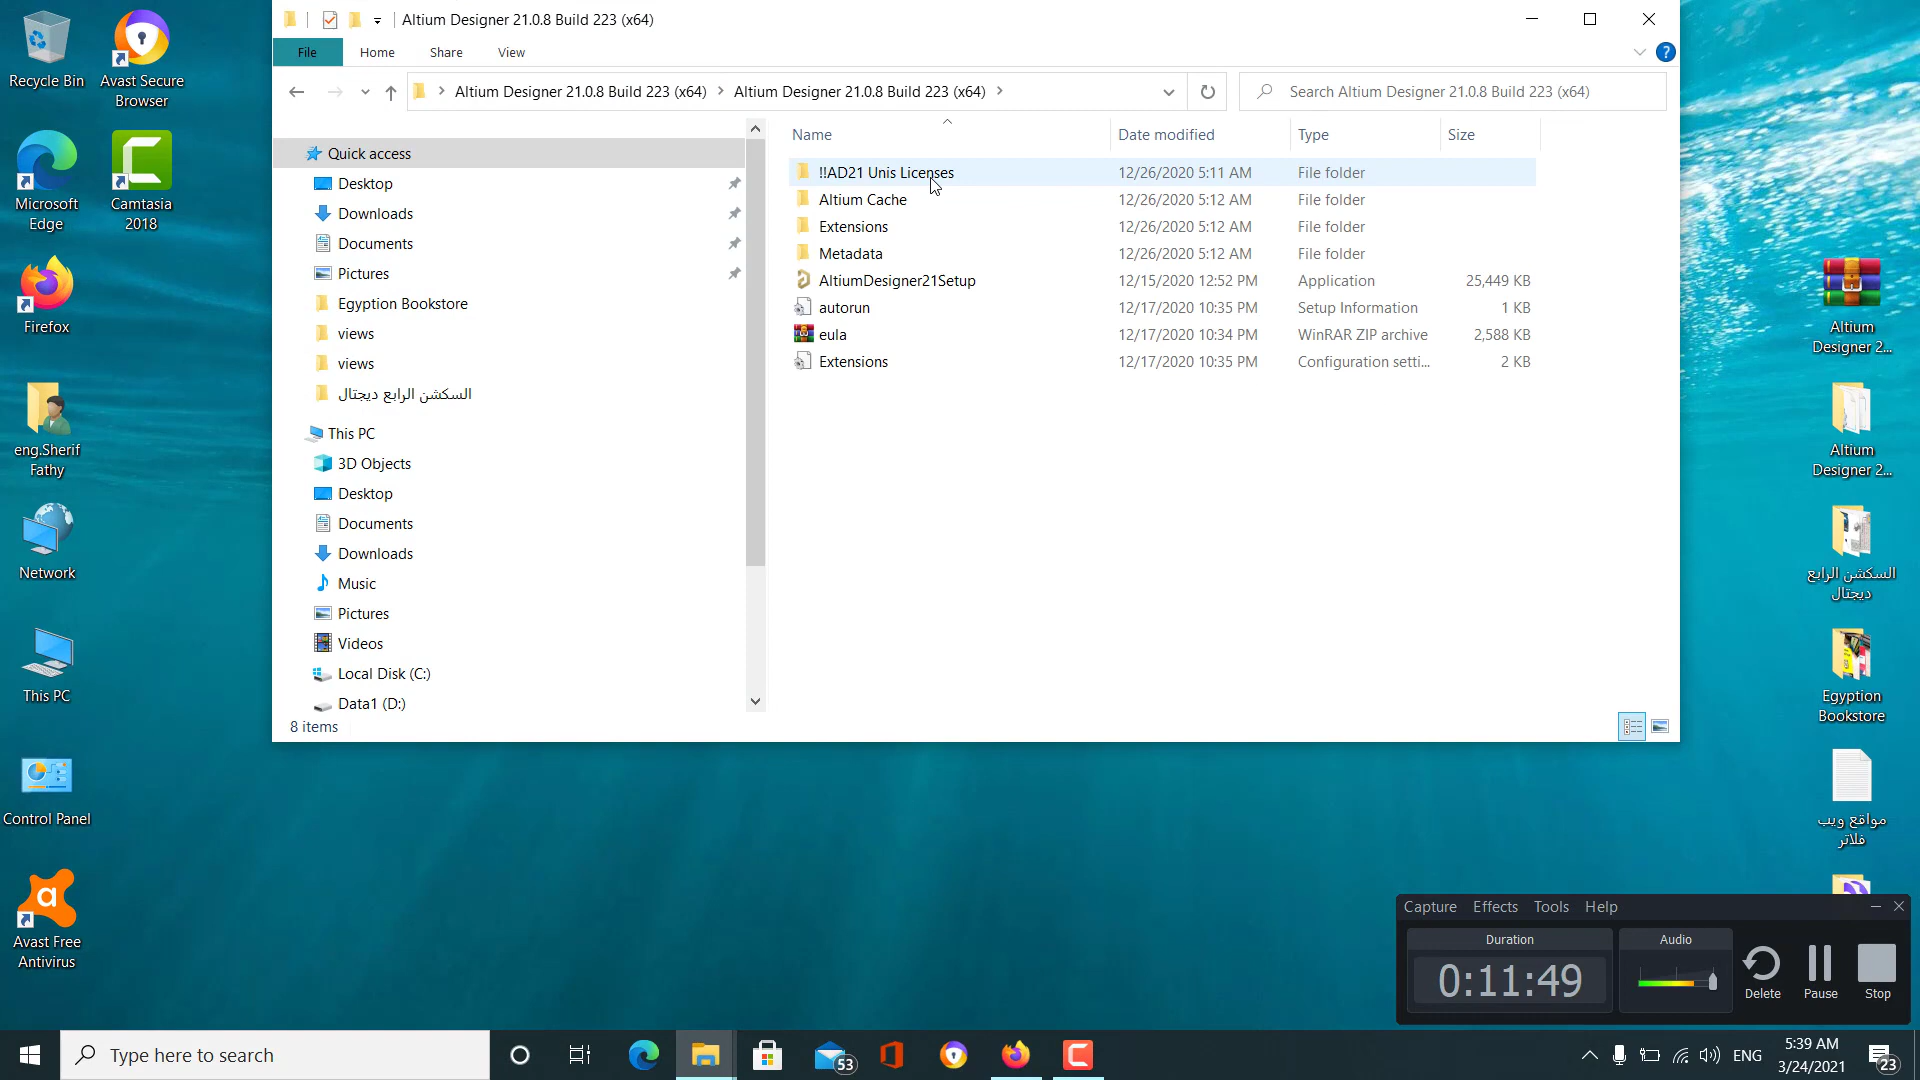 Recycle Bin
Avast Secure
Browser
Microsoft
Edge
Camtasia
2018
Firefox
eng.Sherif
Fathy
Network
This PC
Control Panel
Avast Free
Antivirus
Altium Designer 21.0.8 Build 223 (x64)
File
Home
Share
View
Altium Designer 21.0.8 Build 223 (x64)
Altium Designer 21.0.8 Build 223 (x64)
Search Altium Designer 21.0.8 Build 223 (x64)
Quick access
Desktop
Downloads
Documents
Pictures
Egyption Bookstore
views
views
السكشن الرابع ديجتال
This PC
3D Objects
Desktop
Documents
Downloads
Music
Pictures
Videos
Local Disk (C:)
Data1 (D:)
8 items
Name Date modified Type Size
!!AD21 Unis Licenses 12/26/2020 5:11 AM File folder
Altium Cache 12/26/2020 5:12 AM File folder
Extensions 12/26/2020 5:12 AM File folder
Metadata 12/26/2020 5:12 AM File folder
AltiumDesigner21Setup 12/15/2020 12:52 PM Application 25,449 KB
autorun 12/17/2020 10:35 PM Setup Information 1 KB
eula 12/17/2020 10:34 PM WinRAR ZIP archive 2,588 KB
Extensions 12/17/2020 10:35 PM Configuration setti... 2 KB
Altium
Designer 2...
Altium
Designer 2...
السكشن الرابع
ديجتال
Egyption
Bookstore
مواقع ويب
فلاتر
Capture Effects Tools Help
Duration
0:11:49
Audio
Delete
Pause
Stop
Type here to search
53
ENG
5:39 AM
3/24/2021
23